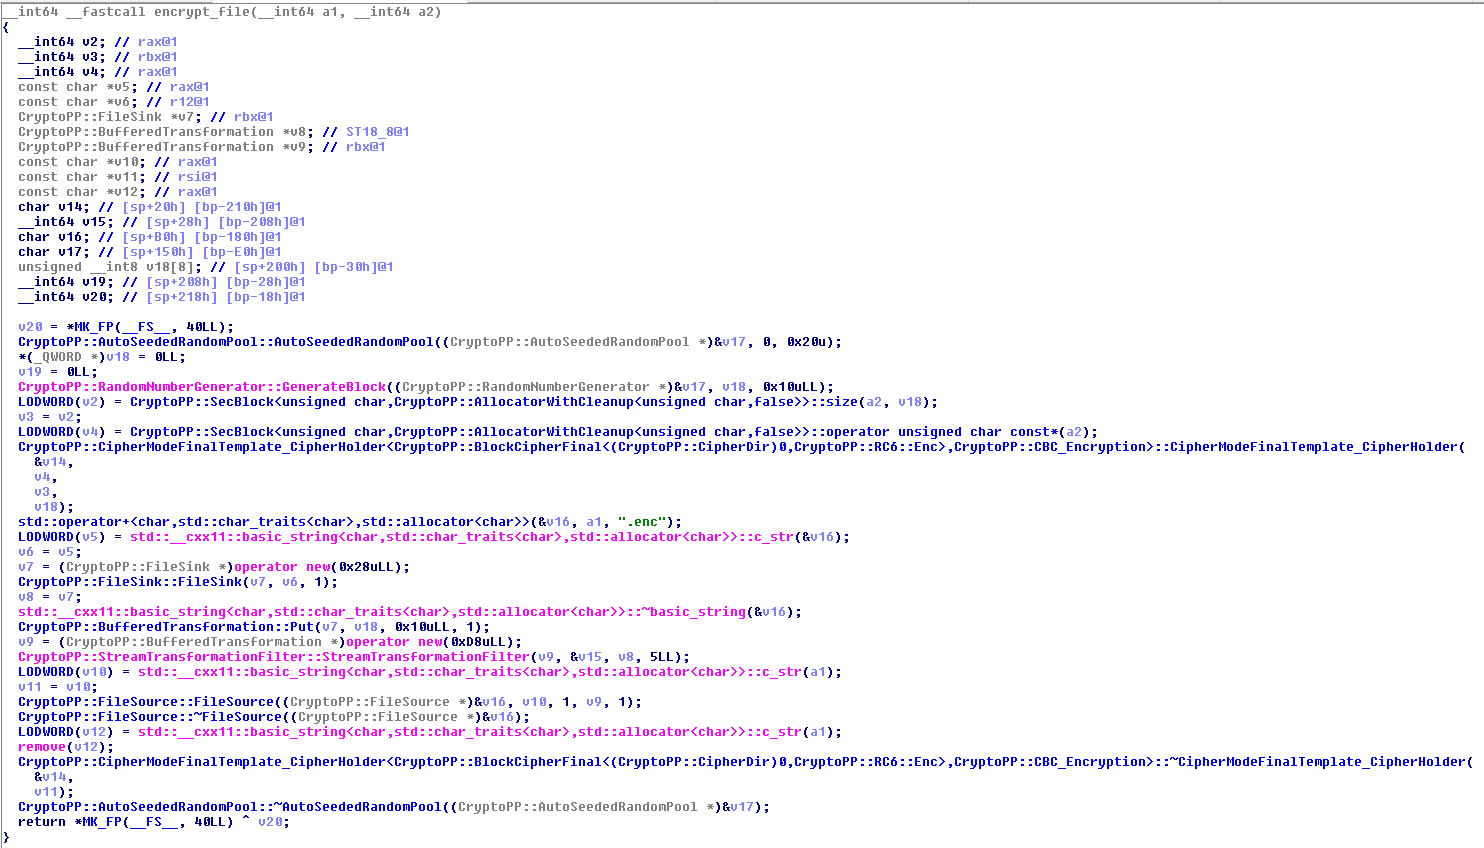 __int64 __fastcall encrypt_file(__int64 a1, __int64 a2)
{
  __int64 v2; // rax@1
  __int64 v3; // rbx@1
  __int64 v4; // rax@1
  const char *v5; // rax@1
  const char *v6; // r12@1
  CryptoPP::FileSink *v7; // rbx@1
  CryptoPP::BufferedTransformation *v8; // ST18_8@1
  CryptoPP::BufferedTransformation *v9; // rbx@1
  const char *v10; // rax@1
  const char *v11; // rsi@1
  const char *v12; // rax@1
  char v14; // [sp+20h] [bp-210h]@1
  __int64 v15; // [sp+28h] [bp-208h]@1
  char v16; // [sp+B0h] [bp-180h]@1
  char v17; // [sp+150h] [bp-E0h]@1
  unsigned __int8 v18[8]; // [sp+200h] [bp-30h]@1
  __int64 v19; // [sp+208h] [bp-28h]@1
  __int64 v20; // [sp+218h] [bp-18h]@1
  v20 = *MK_FP(__FS__, 40LL);
  CryptoPP::AutoSeededRandomPool::AutoSeededRandomPool((CryptoPP::AutoSeededRandomPool *)&v17, 0, 0x20u);
  *(_QWORD *)v18 = 0LL;
  v19 = 0LL;
  CryptoPP::RandomNumberGenerator::GenerateBlock((CryptoPP::RandomNumberGenerator *)&v17, v18, 0x10uLL);
  LODWORD(v2) = CryptoPP::SecBlock<unsigned char,CryptoPP::AllocatorWithCleanup<unsigned char,false>>::size(a2, v18);
  v3 = v2;
  LODWORD(v4) = CryptoPP::SecBlock<unsigned char,CryptoPP::AllocatorWithCleanup<unsigned char,false>>::operator unsigned char const*(a2);
  CryptoPP::CipherModeFinalTemplate_CipherHolder<CryptoPP::BlockCipherFinal<(CryptoPP::CipherDir)0,CryptoPP::RC6::Enc>,CryptoPP::CBC_Encryption>::CipherModeFinalTemplate_CipherHolder(
    &v14,
    v4,
    v3,
    v18);
  std::operator+<char,std::char_traits<char>,std::allocator<char>>(&v16, a1, ".enc");
  LODWORD(v5) = std::__cxx11::basic_string<char,std::char_traits<char>,std::allocator<char>>::c_str(&v16);
  v6 = v5;
  v7 = (CryptoPP::FileSink *)operator new(0x28uLL);
  CryptoPP::FileSink::FileSink(v7, v6, 1);
  v8 = v7;
  std::__cxx11::basic_string<char,std::char_traits<char>,std::allocator<char>>::~basic_string(&v16);
  CryptoPP::BufferedTransformation::Put(v7, v18, 0x10uLL, 1);
  v9 = (CryptoPP::BufferedTransformation *)operator new(0xD8uLL);
  CryptoPP::StreamTransformationFilter::StreamTransformationFilter(v9, &v15, v8, 5LL);
  LODWORD(v10) = std::__cxx11::basic_string<char,std::char_traits<char>,std::allocator<char>>::c_str(a1);
  v11 = v10;
  CryptoPP::FileSource::FileSource((CryptoPP::FileSource *)&v16, v10, 1, v9, 1);
  CryptoPP::FileSource::~FileSource((CryptoPP::FileSource *)&v16);
  LODWORD(v12) = std::__cxx11::basic_string<char,std::char_traits<char>,std::allocator<char>>::c_str(a1);
  remove(v12);
  CryptoPP::CipherModeFinalTemplate_CipherHolder<CryptoPP::BlockCipherFinal<(CryptoPP::CipherDir)0,CryptoPP::RC6::Enc>,CryptoPP::CBC_Encryption>::~CipherModeFinalTemplate_CipherHolder(
    &v14,
    v11);
  CryptoPP::AutoSeededRandomPool::~AutoSeededRandomPool((CryptoPP::AutoSeededRandomPool *)&v17);
  return *MK_FP(__FS__, 40LL) ^ v20;
}